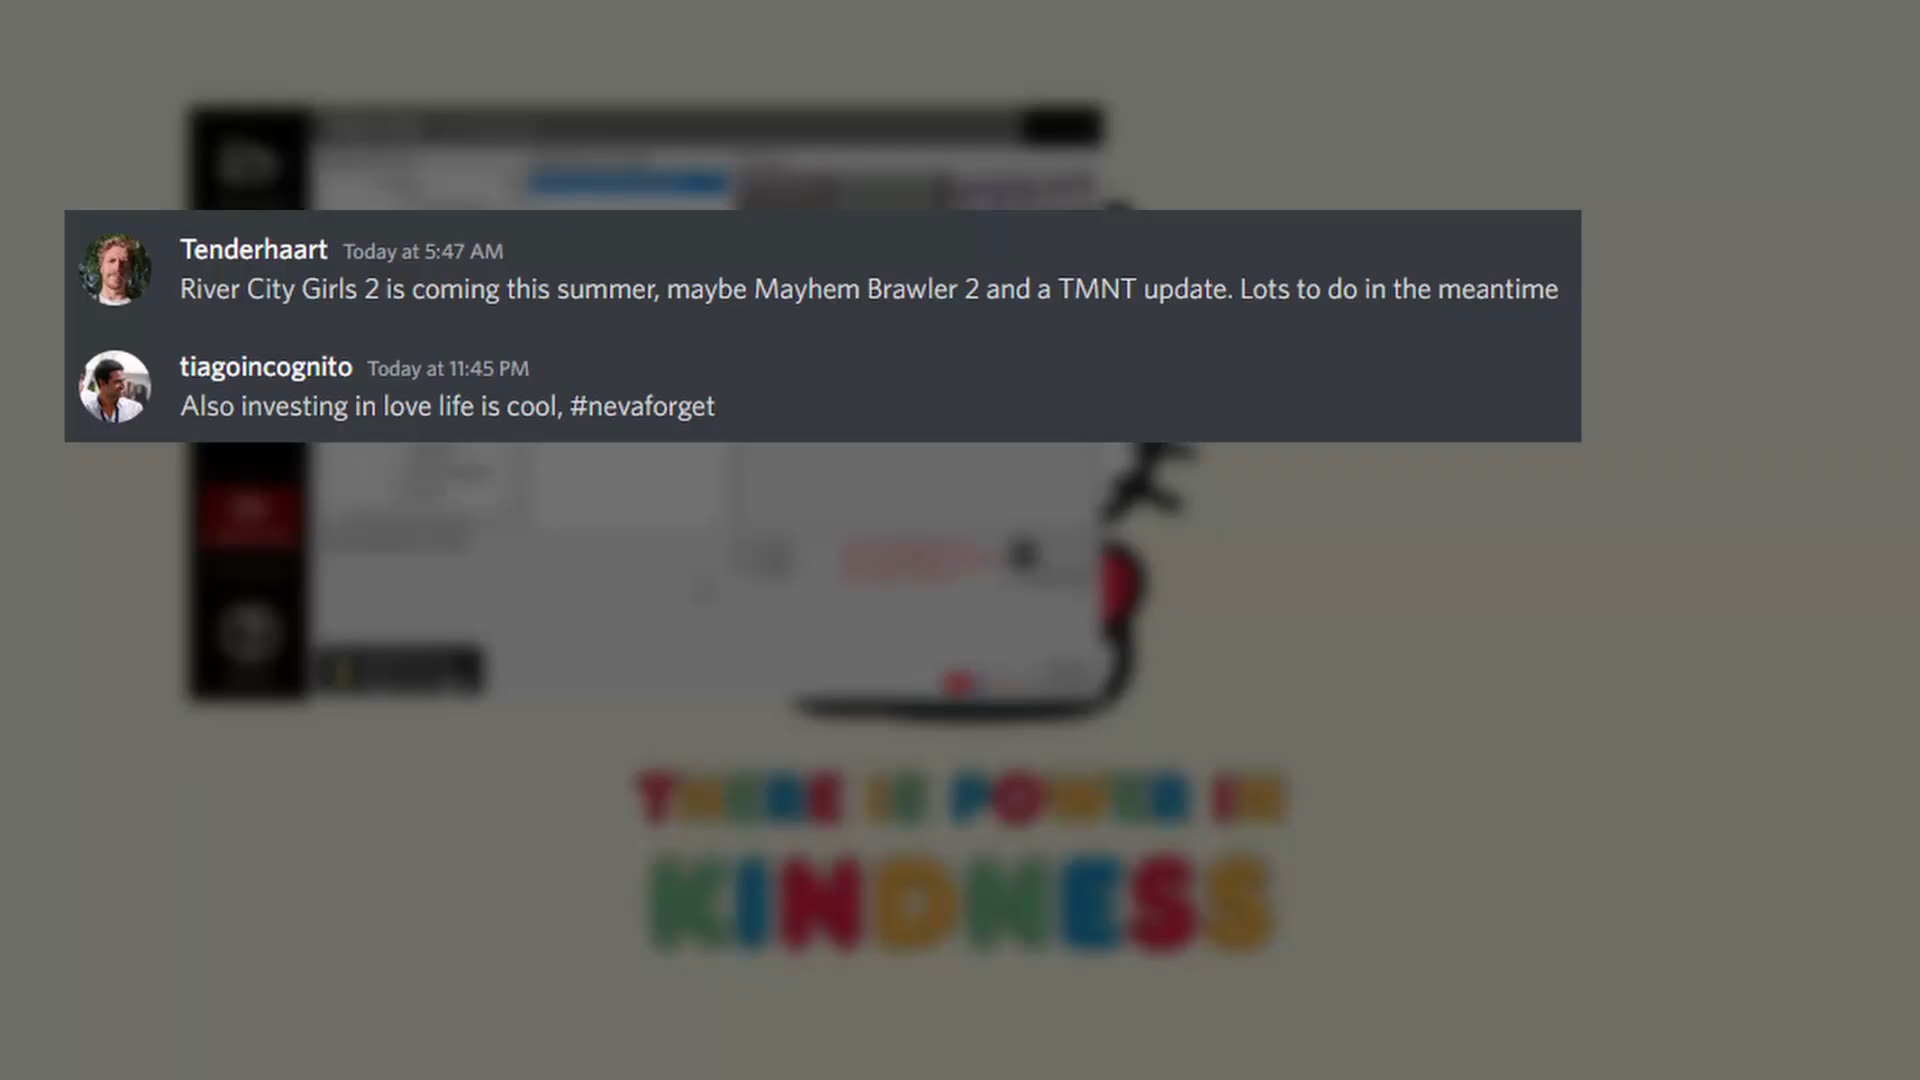 Tenderhaart Today at 5:47 AM
River City Girls 2 is coming this summer, maybe Mayhem Brawler 2 and a TMNT update. Lots to do in the meantime
tiagoincognito Today at 11:45 PM
Also investing in love life is cool, #nevaforget
THERE IS POWER IN
KINDNESS